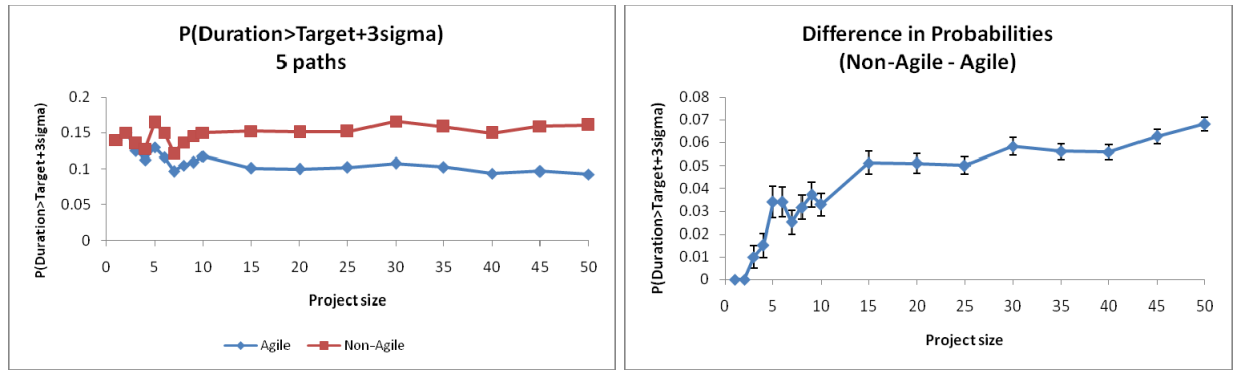 P(Duration>Target+3sigma)
5 paths
P(Duration>Target+3sigma)
0.2
0.15
0.1
0.05
0
0 5 10 15 20 25 30 35 40 45 50
Project size
Agile Non-Agile
Difference in Probabilities
(Non-Agile - Agile)
P(Duration>Target+3sigma)
0.08
0.07
0.06
0.05
0.04
0.03
0.02
0.01
0
0 5 10 15 20 25 30 35 40 45 50
Project size